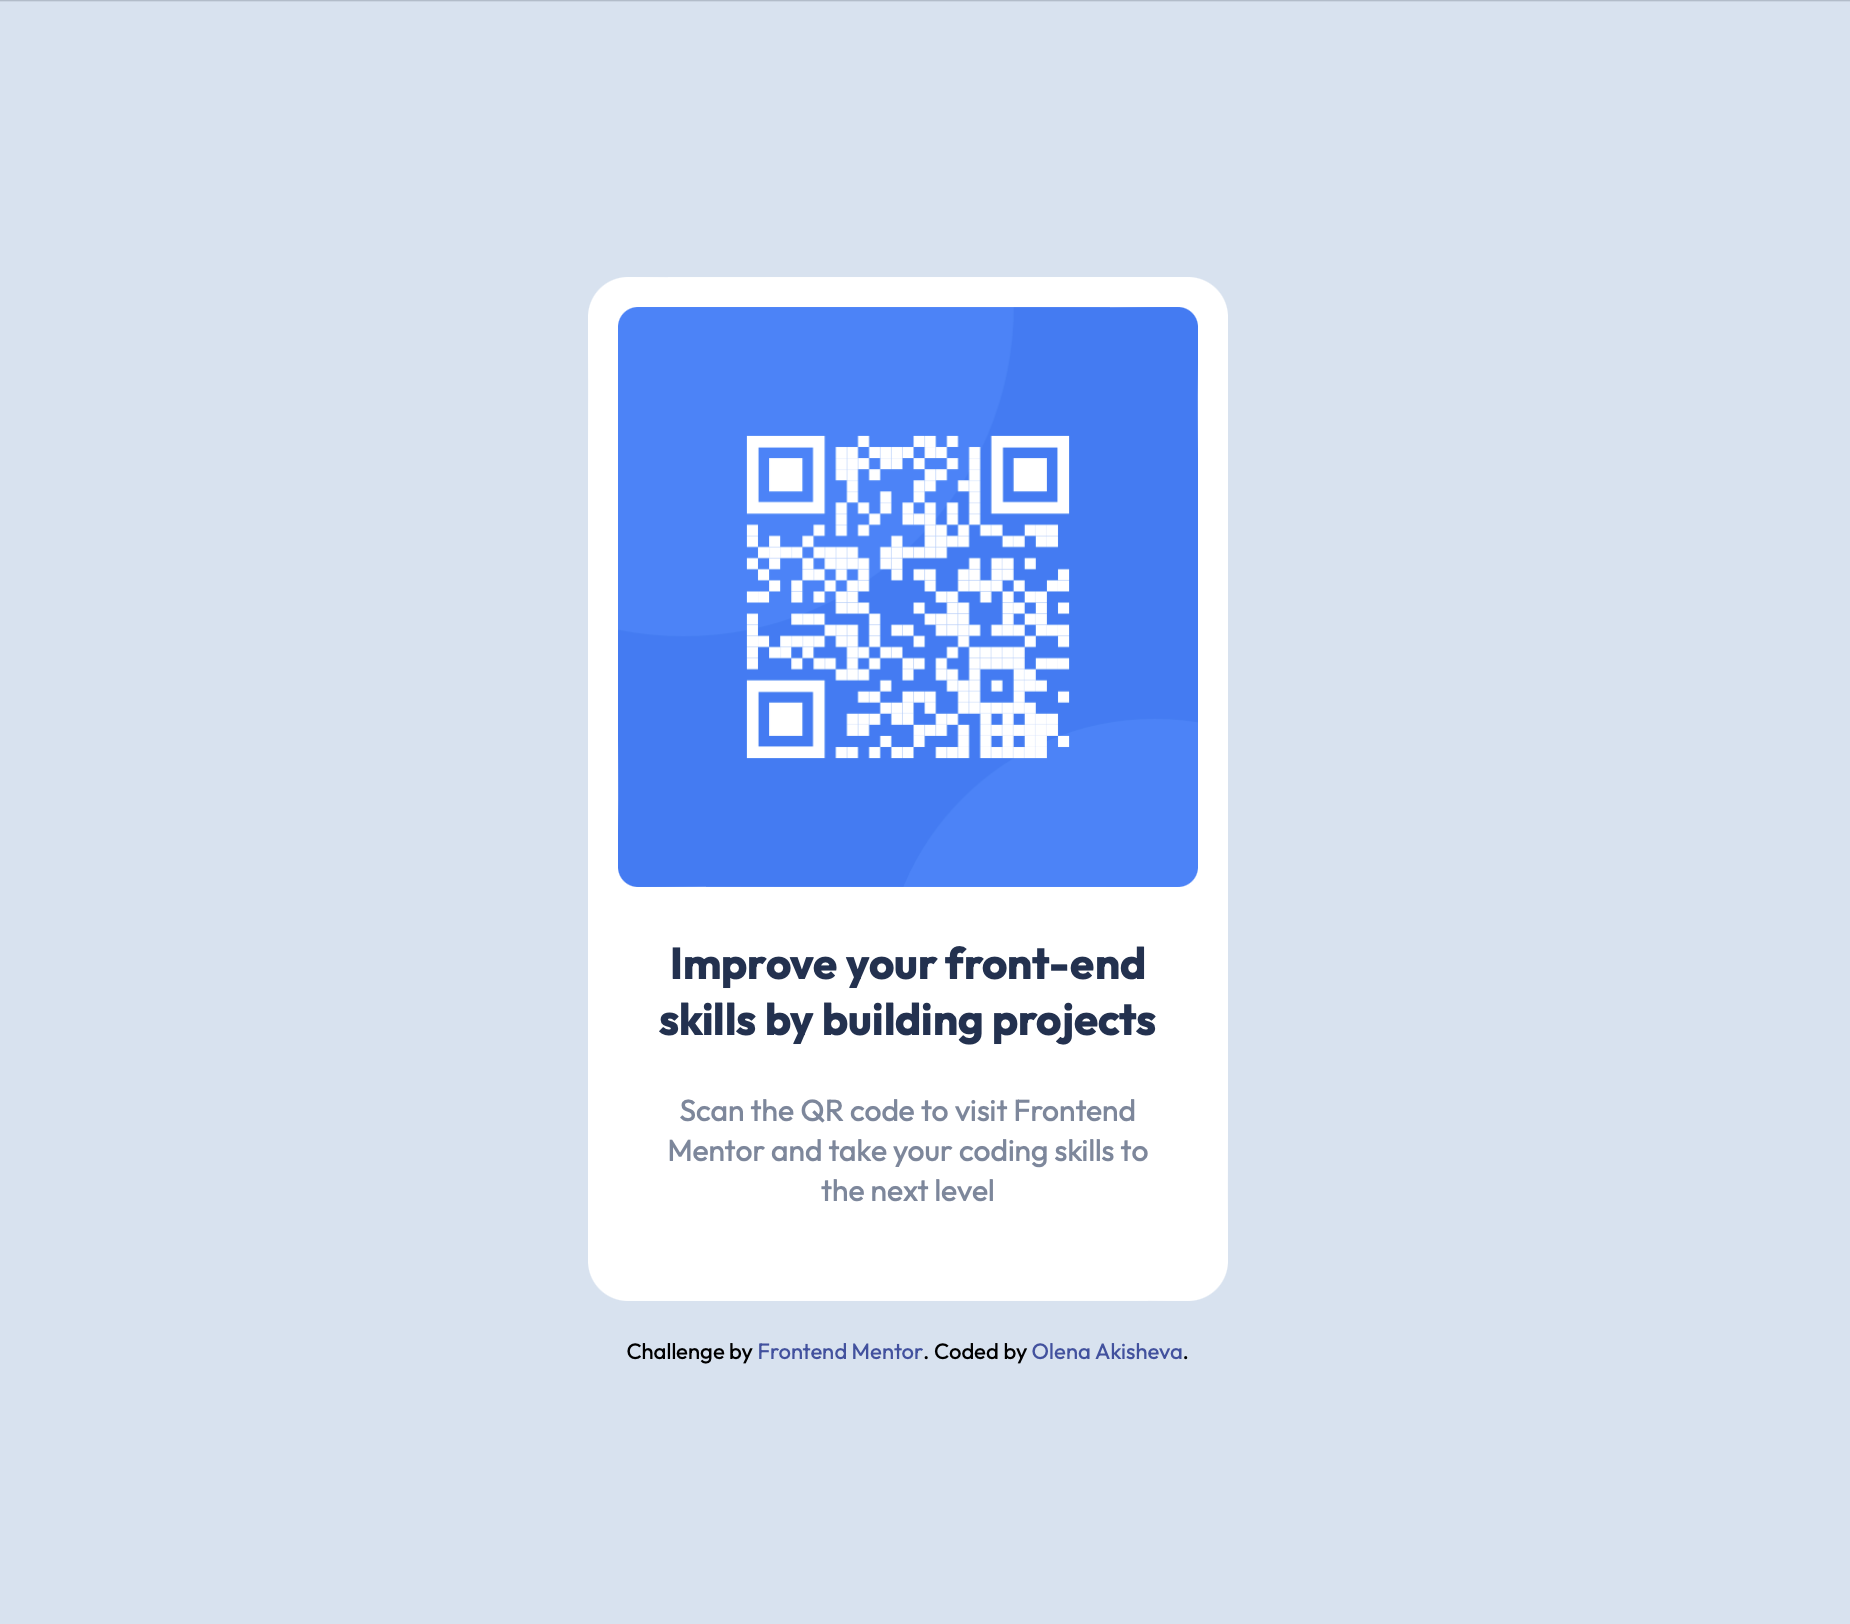 Improve your front-end
skills by building projects
Scan the QR code to visit Frontend
Mentor and take your coding skills to
the next level
Challenge by Frontend Mentor. Coded by Olena Akisheva.